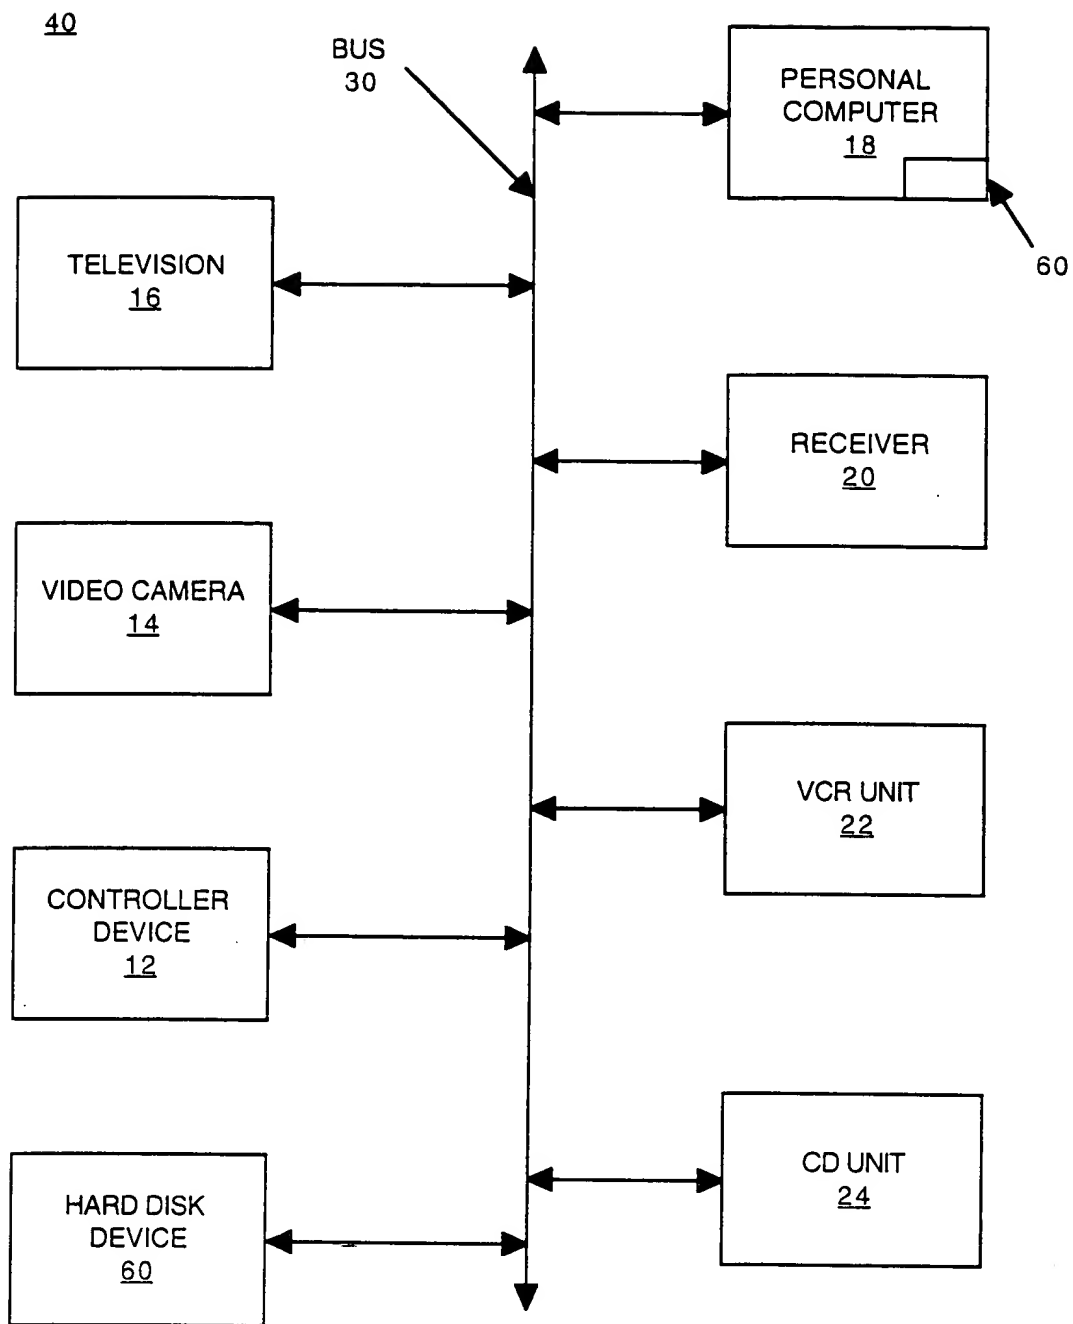 40
BUS
30
PERSONAL
COMPUTER
18
60
TELEVISION
16
RECEIVER
20
VIDEO CAMERA
14
VCR UNIT
22
CONTROLLER
DEVICE
12
CD UNIT
24
HARD DISK
DEVICE
60